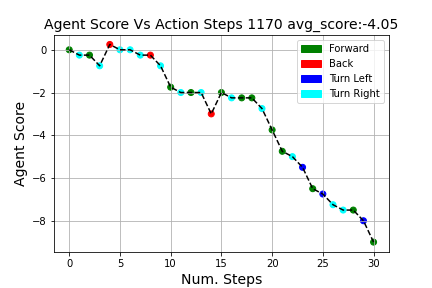 Agent Score Vs Action Steps 1170 avg_score:-4.05
Forward
Back
Turn Left
Turn Right
0
−2
−4
−6
−8
Agent Score
0 5 10 15 20 25 30
Num. Steps